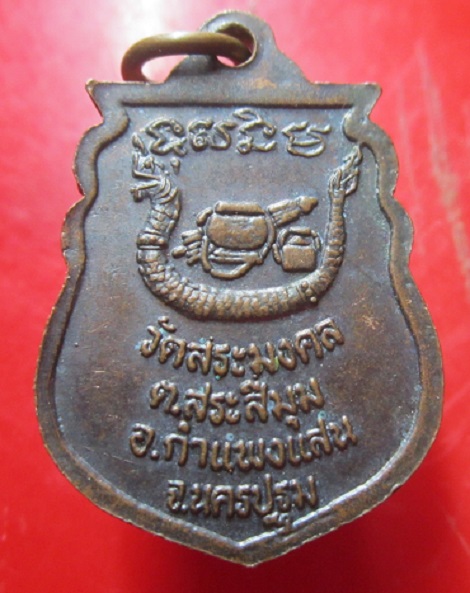 วัดสระมงคล
ต.สระสี่มุม
อ.กำแพงแสน
จ.นครปฐม